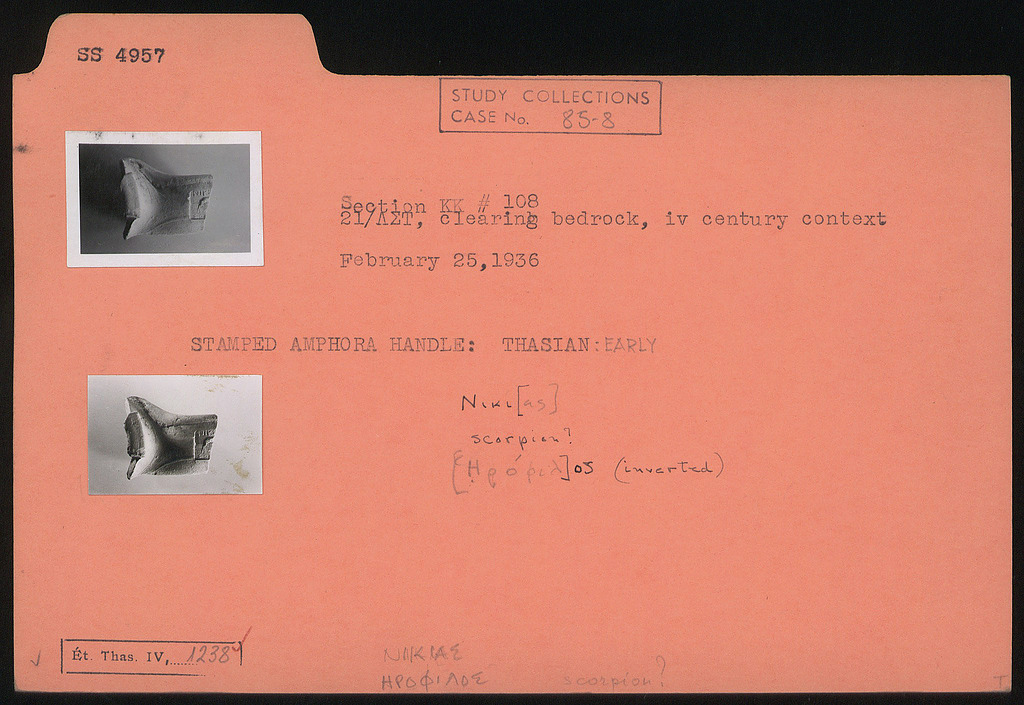 SS 4957
STUDY COLLECTIONS
CASE No. 85-8
Section KK # 108
21/ΛΣΤ, clearing bedrock, iv century context
February 25,1936
STAMPED AMPHORA HANDLE: THASIAN: EARLY
Νικι[ας]
scorpion?
[Ἡρόφιλ]ος (inverted)
Ét. Thas. IV, 1238
ΝΙΚΙΑΣ
ΗΡΟΦΙΛΟΣ scorpion?
T